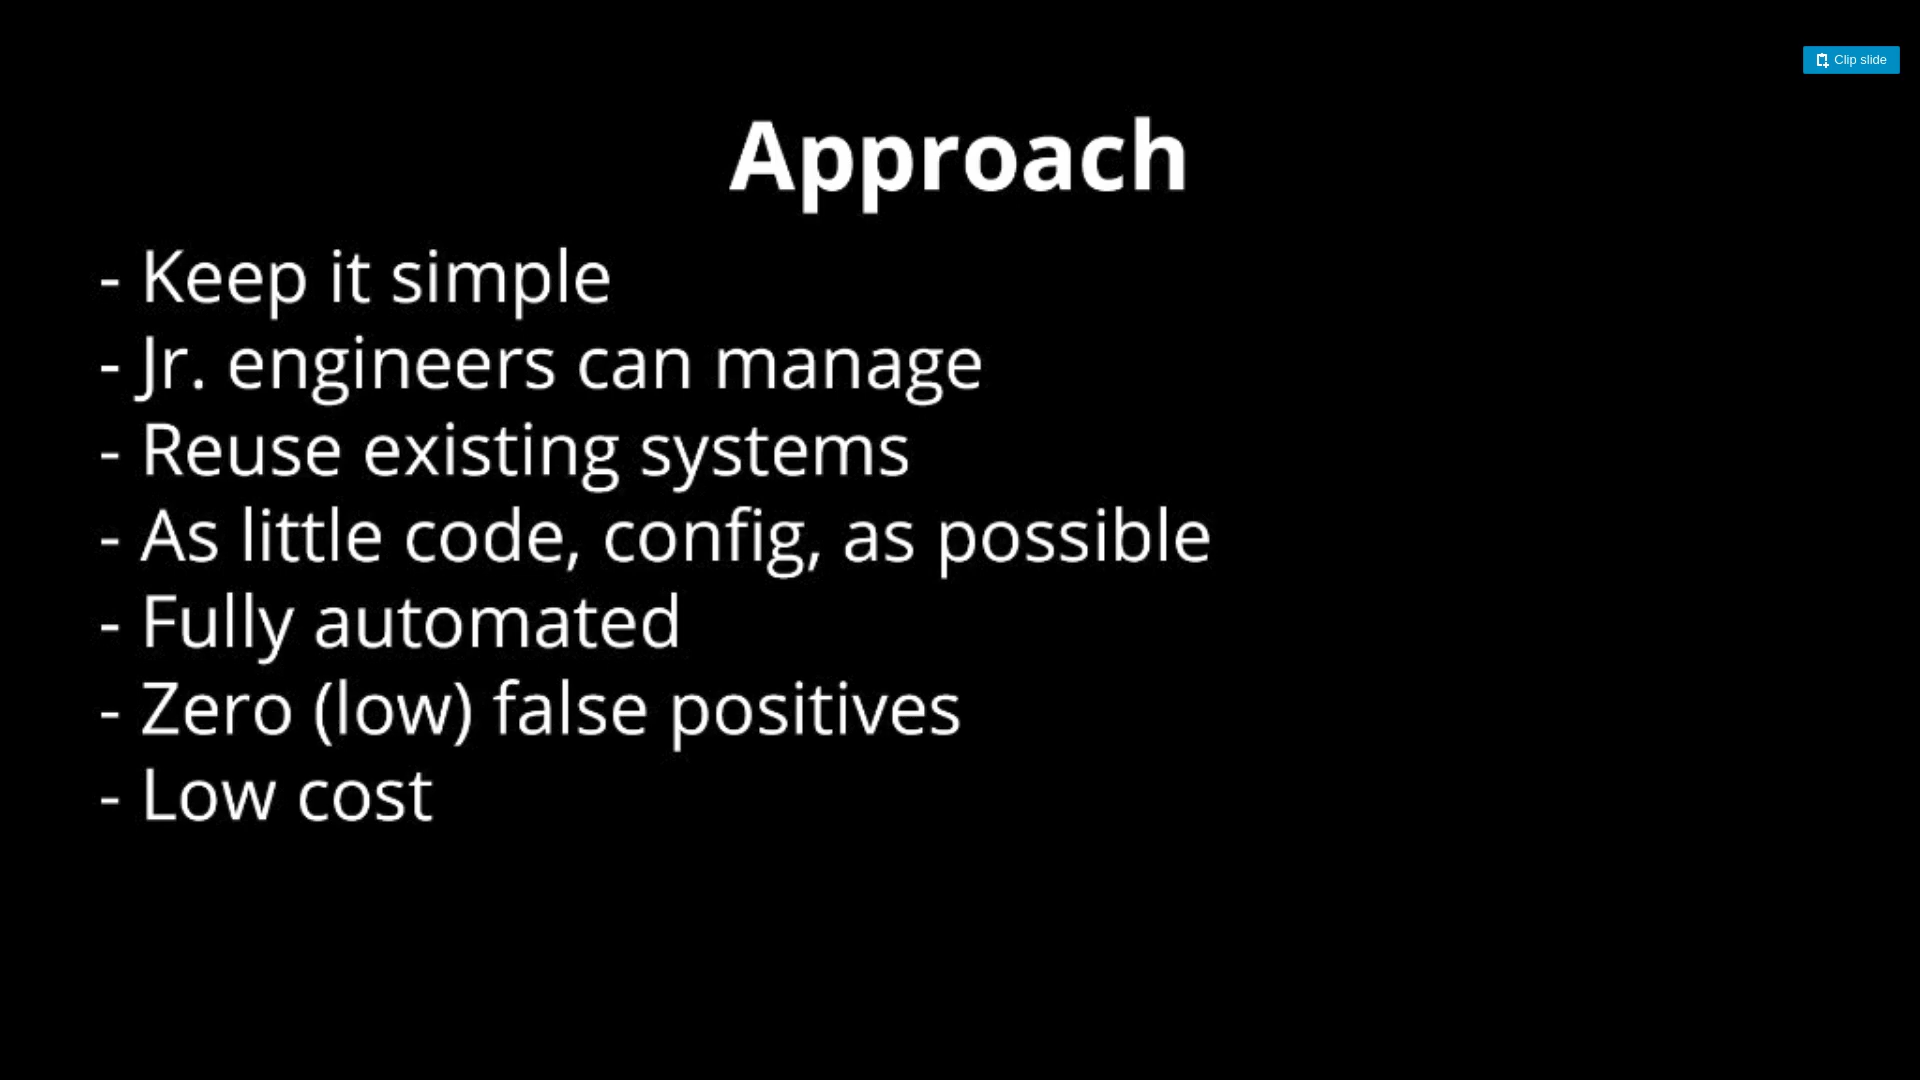 Clip slide
Approach
- Keep it simple
- Jr. engineers can manage
- Reuse existing systems
- As little code, config, as possible
- Fully automated
- Zero (low) false positives
- Low cost